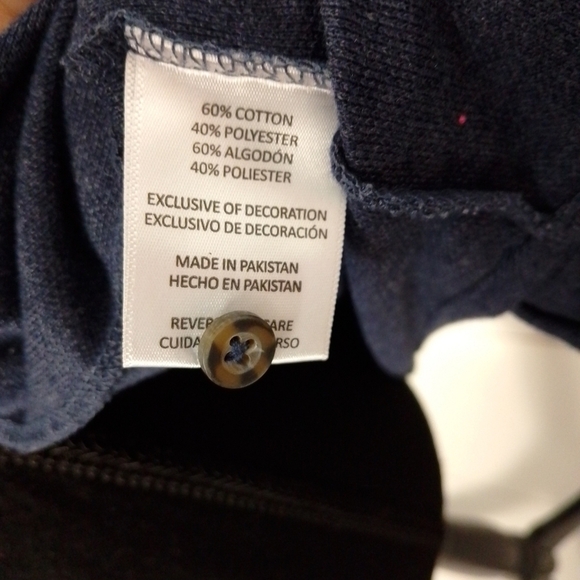 60% COTTON
40% POLYESTER
60% ALGODÓN
40% POLIESTER
EXCLUSIVE OF DECORATION
EXCLUSIVO DE DECORACIÓN
MADE IN PAKISTAN
HECHO EN PAKISTAN